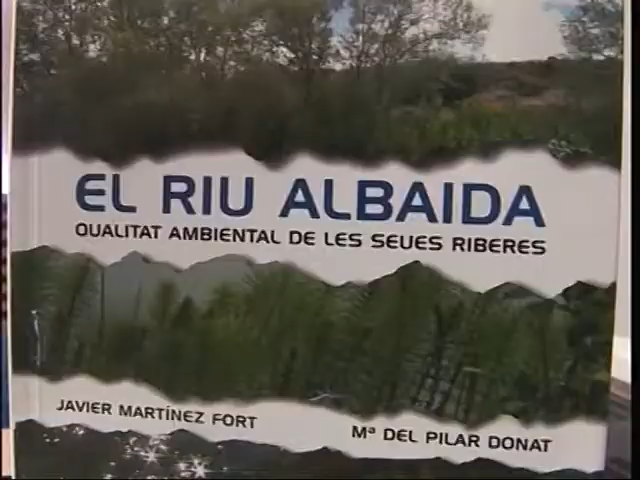 EL RIU ALBAIDA
QUALITAT AMBIENTAL DE LES SEUES RIBERES
JAVIER MARTÍNEZ FORT
Mª DEL PILAR DONAT